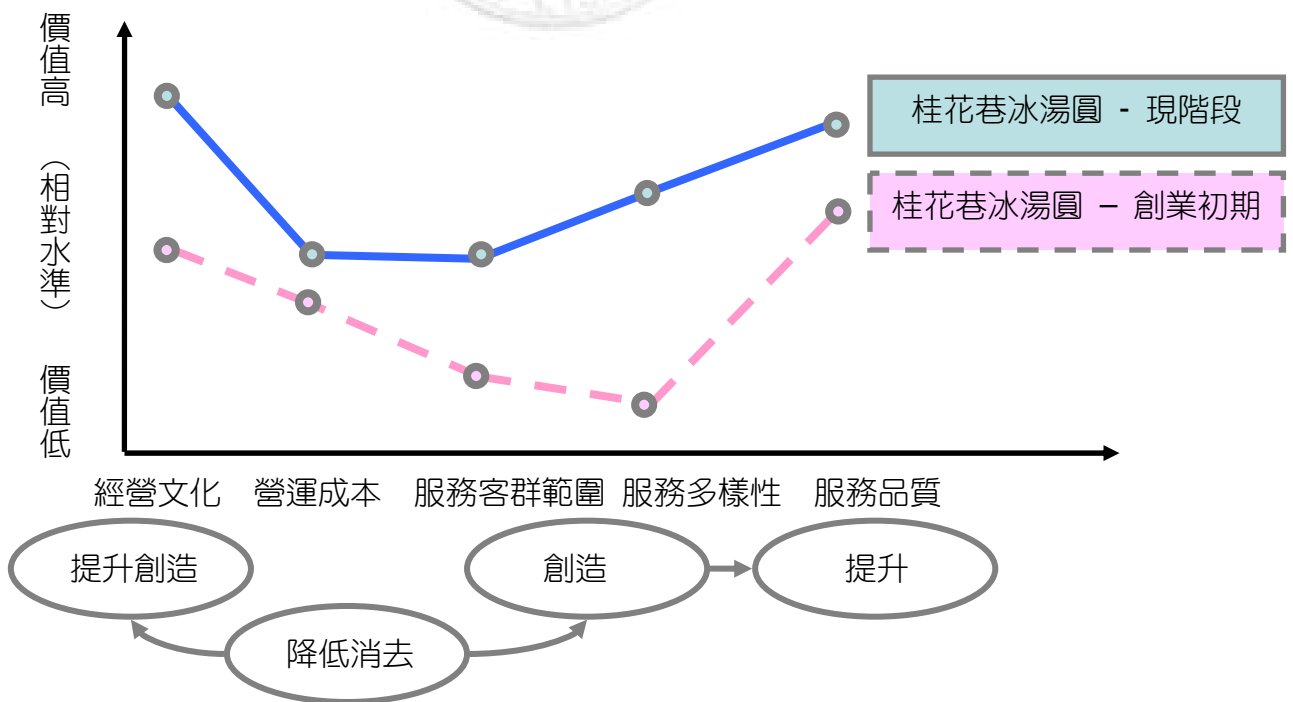 價值高
（相對水準）
價值低
桂花巷冰湯圓 - 現階段
桂花巷冰湯圓 – 創業初期
經營文化 營運成本 服務客群範圍 服務多樣性 服務品質
提升創造 創造 提升
降低消去